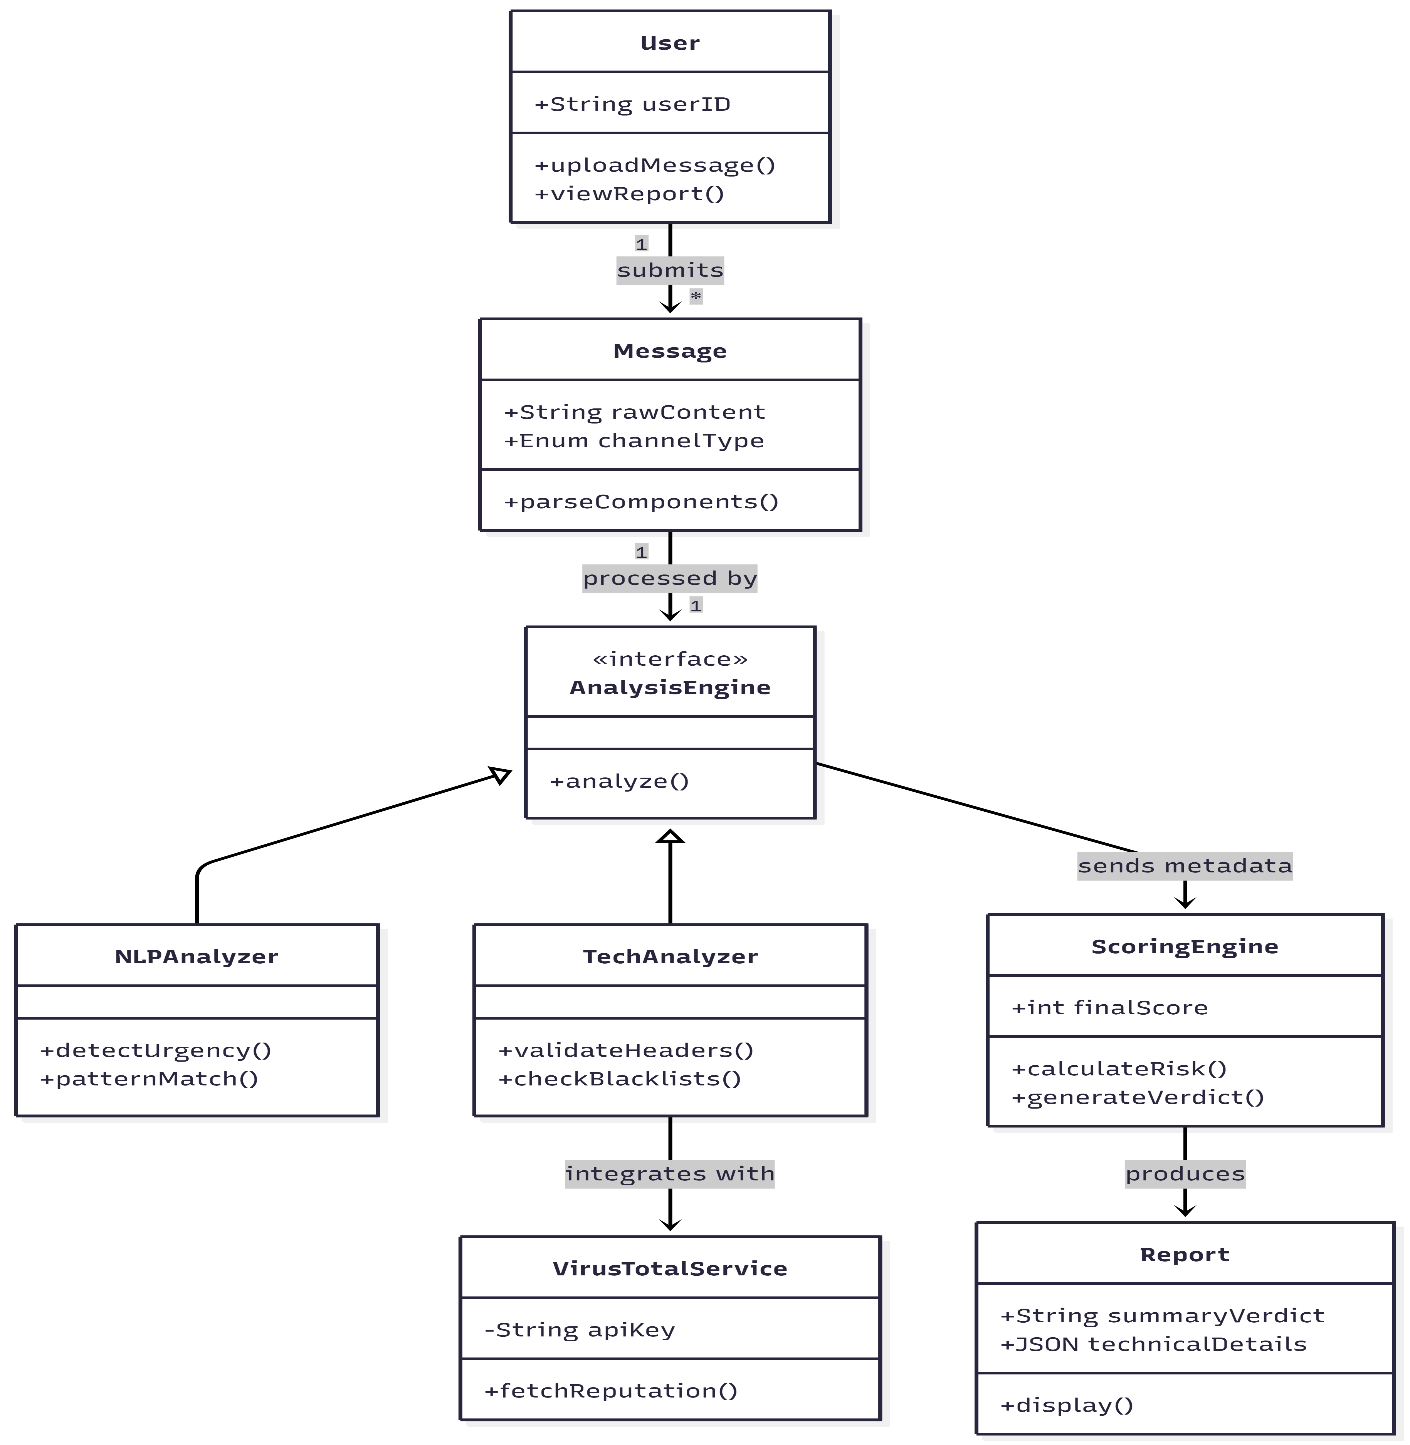 User
+String userID
+uploadMessage()
+viewReport()
1
submits
*
Message
+String rawContent
+Enum channelType
+parseComponents()
1
processed by
1
«interface»
AnalysisEngine
+analyze()
sends metadata
NLPAnalyzer
+detectUrgency()
+patternMatch()
TechAnalyzer
+validateHeaders()
+checkBlacklists()
ScoringEngine
+int finalScore
+calculateRisk()
+generateVerdict()
integrates with
produces
VirusTotalService
-String apiKey
+fetchReputation()
Report
+String summaryVerdict
+JSON technicalDetails
+display()